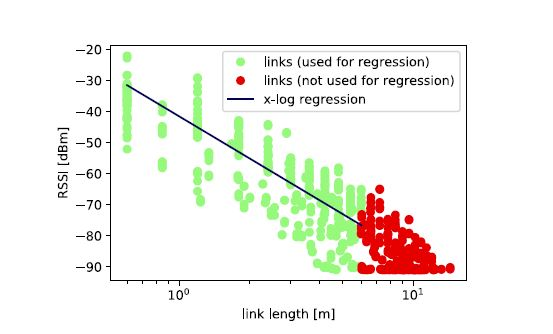 links (used for regression)
links (not used for regression)
x-log regression
RSSI [dBm]
−20
−30
−40
−50
−60
−70
−80
−90
10⁰
10¹
link length [m]